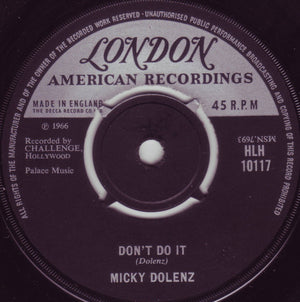 ALL RIGHTS OF THE MANUFACTURER AND OF THE OWNER OF THE RECORDED WORK RESERVED · UNAUTHORISED PUBLIC PERFORMANCE BROADCASTING AND COPYING OF THIS RECORD PROHIBITED
LONDON
AMERICAN RECORDINGS
MADE IN ENGLAND
THE DECCA RECORD CO. LTD.
45 R.P.M
℗ 1966
Recorded by
CHALLENGE,
HOLLYWOOD
Palace Music
MSN.7693
HLH
10117
DON'T DO IT
(Dolenz)
MICKY DOLENZ